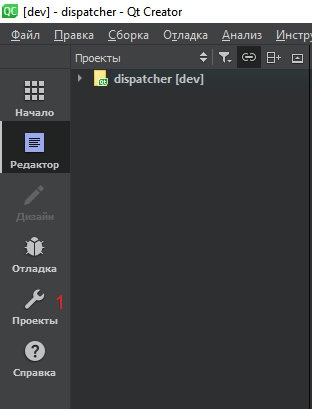 QC [dev] - dispatcher - Qt Creator
Файл Правка Сборка Отладка Анализ Инстру
Проекты
dispatcher [dev]
Начало
Редактор
Дизайн
Отладка
1
Проекты
Справка